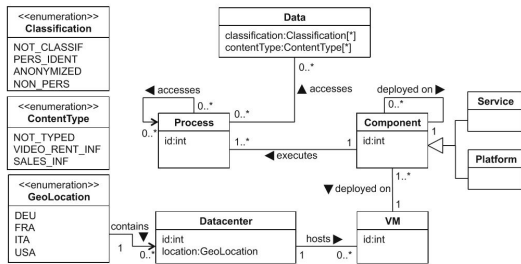 <<enumeration>>
Classification
NOT_CLASSIF
PERS_IDENT
ANONYMIZED
NON_PERS
<<enumeration>>
ContentType
NOT_TYPED
VIDEO_RENT_INF
SALES_INF
<<enumeration>>
GeoLocation
DEU
FRA
ITA
USA
Data
classification:Classification[*]
contentType:ContentType[*]
0..*
◀ accesses
0..*
0..*
▲ accesses
0..*
Process
id:int
1..*
◀ executes
1
deployed on ▶
0..*
1
Component
id:int
Service
Platform
1..*
▼ deployed on
1
contains
▼
1
0..*
Datacenter
id:int
location:GeoLocation
hosts ▶
1
0..*
VM
id:int